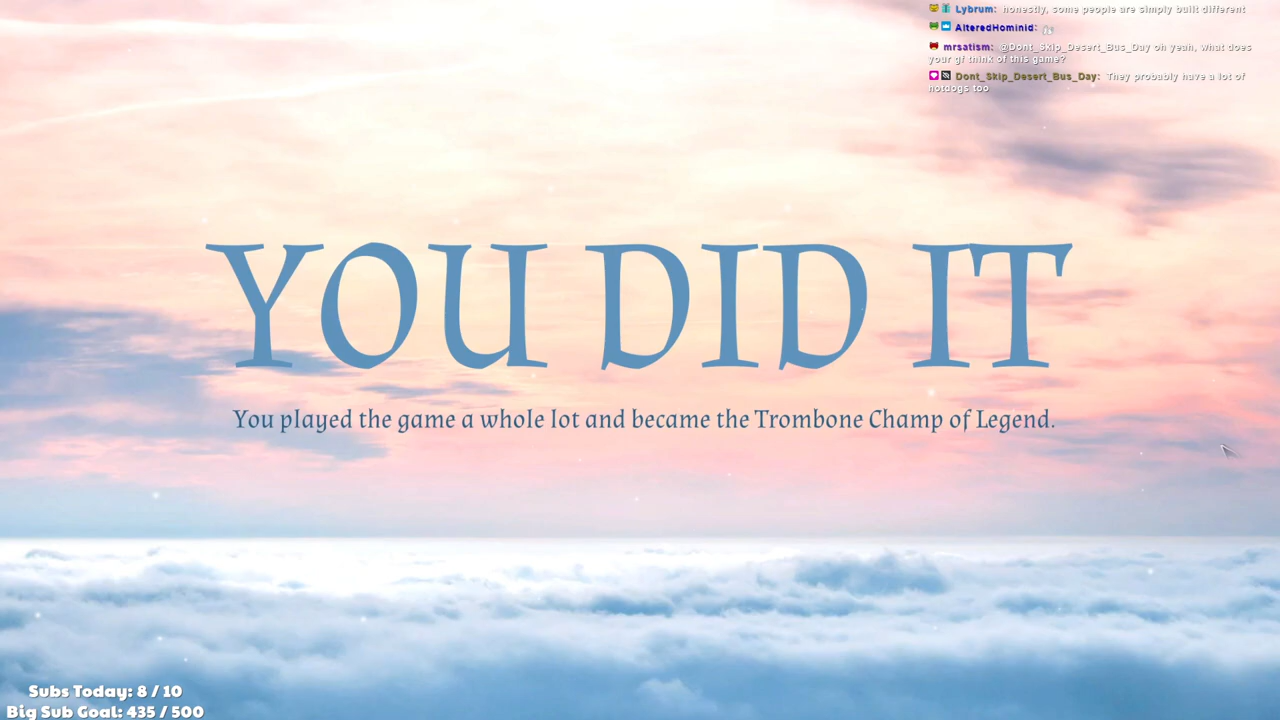 Lybrum: honestly, some people are simply built different
AlteredHominid:
mrsatism: @Dont_Skip_Desert_Bus_Day oh yeah, what does
your gf think of this game?
Dont_Skip_Desert_Bus_Day: They probably have a lot of
hotdogs too
YOU DID IT
You played the game a whole lot and became the Trombone Champ of Legend.
Subs Today: 8 / 10
Big Sub Goal: 435 / 500